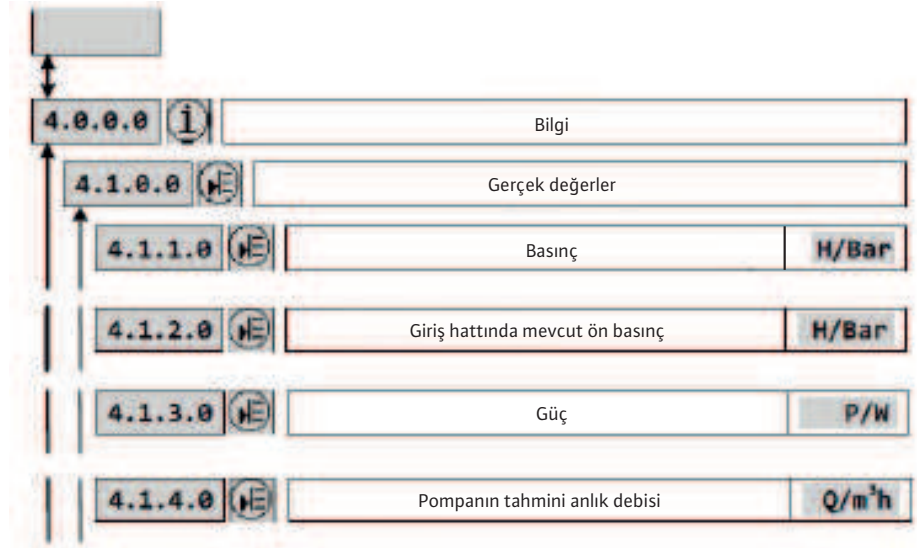 4.0.0.0 i Bilgi
4.1.0.0 Gerçek değerler
4.1.1.0 Basınç H/Bar
4.1.2.0 Giriş hattında mevcut ön basınç H/Bar
4.1.3.0 Güç P/W
4.1.4.0 Pompanın tahmini anlık debisi Q/m³h